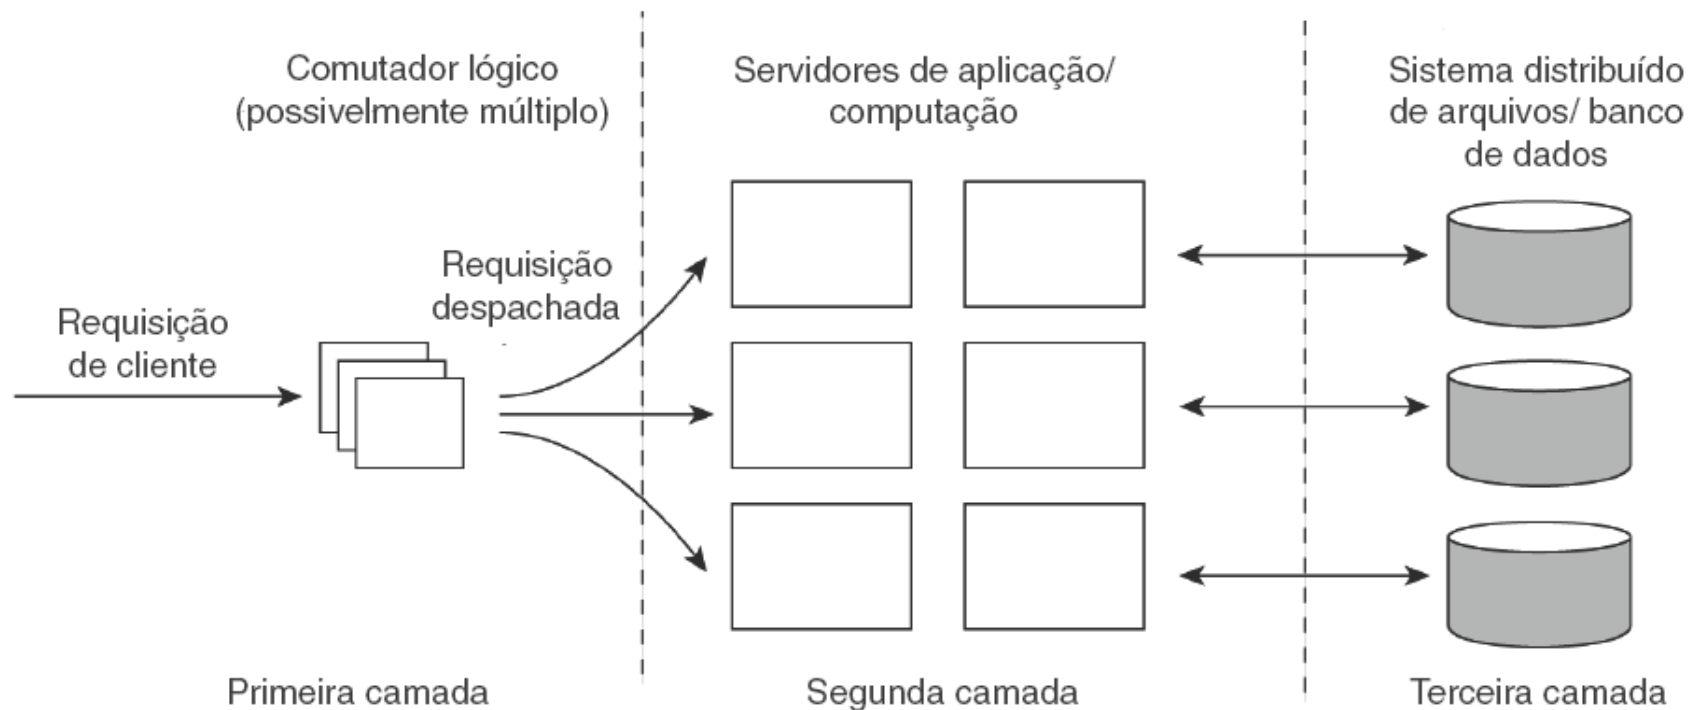 Comutador lógico
(possivelmente múltiplo)
Servidores de aplicação/
computação
Sistema distribuído
de arquivos/ banco
de dados
Requisição
de cliente
Requisição
despachada
Primeira camada
Segunda camada
Terceira camada